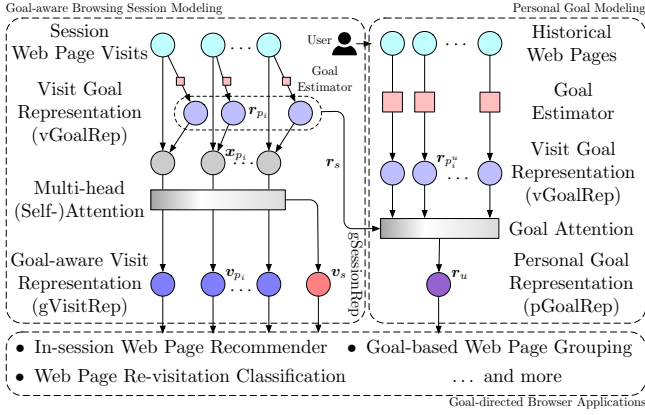 Goal-aware Browsing Session Modeling
Personal Goal Modeling
Session
Web Page Visits
. . .
User
. . .
Historical
Web Pages
Goal
Estimator
Visit Goal
Representation
(vGoalRep)
r_{p_i}
Goal
Estimator
x_{p_i}
. . .
r_s
r_{p_i^u}
. . .
Visit Goal
Representation
(vGoalRep)
Multi-head
(Self-)Attention
Goal Attention
gSessionRep
Goal-aware Visit
Representation
(gVisitRep)
v_{p_i}
. . .
v_s
r_u
Personal Goal
Representation
(pGoalRep)
• In-session Web Page Recommender
• Goal-based Web Page Grouping
• Web Page Re-visitation Classification
. . . and more
Goal-directed Browser Applications